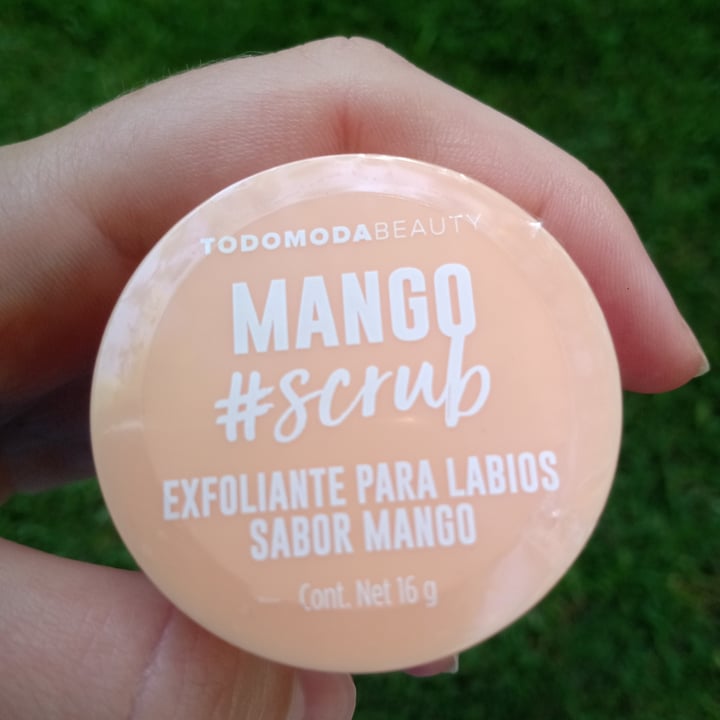 TODOMODABEAUTY
MANGO
#scrub
EXFOLIANTE PARA LABIOS
SABOR MANGO
Cont. Net 16 g